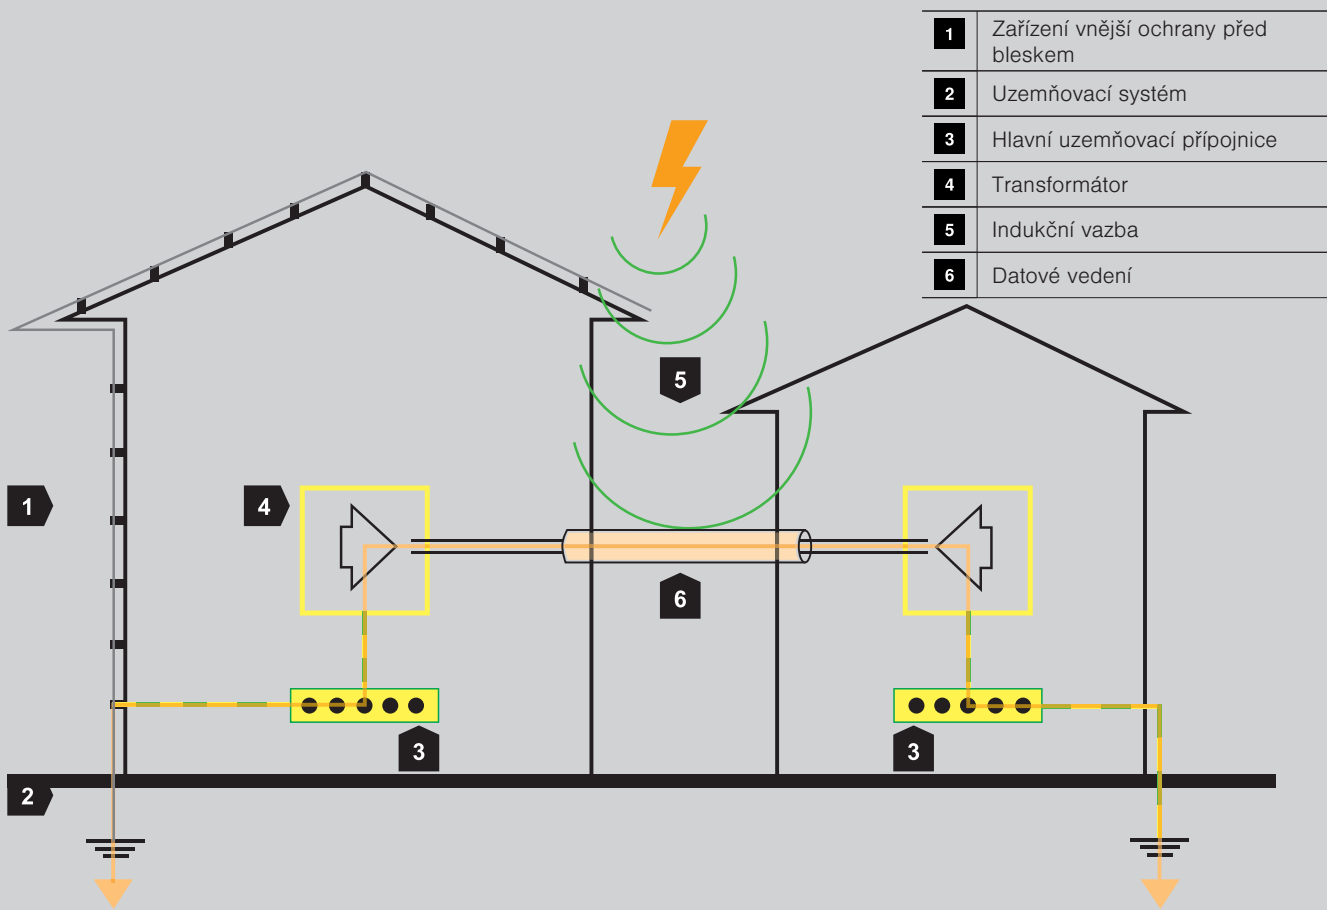 1 Zařízení vnější ochrany před
bleskem
2 Uzemňovací systém
3 Hlavní uzemňovací přípojnice
4 Transformátor
5 Indukční vazba
6 Datové vedení
5
1
4
6
3
3
2